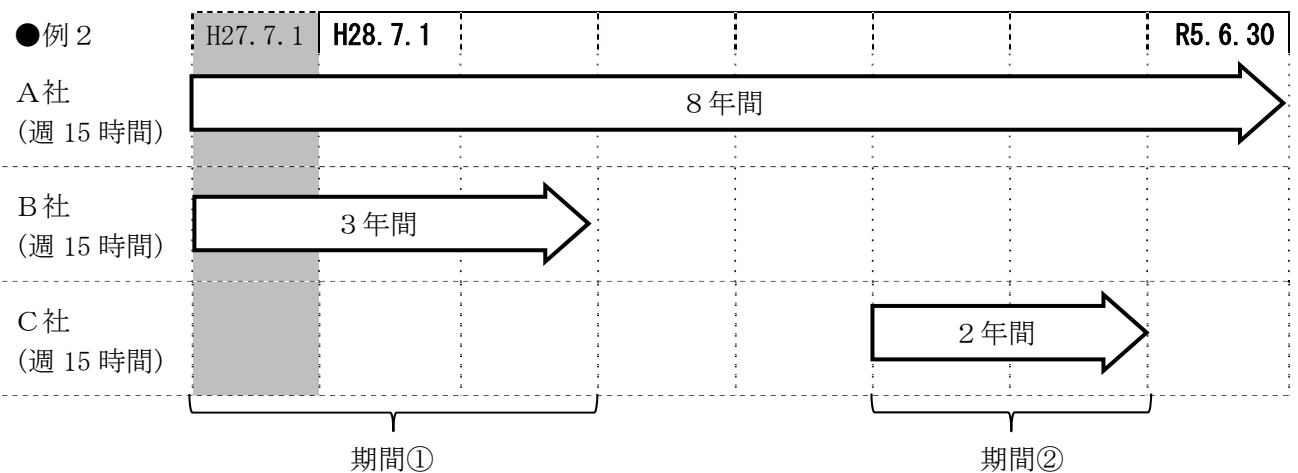 ●例２ H27.7.1 H28.7.1 R5.6.30
Ａ社
(週 15 時間)
８年間
Ｂ社
(週 15 時間)
３年間
Ｃ社
(週 15 時間)
２年間
期間① 期間②